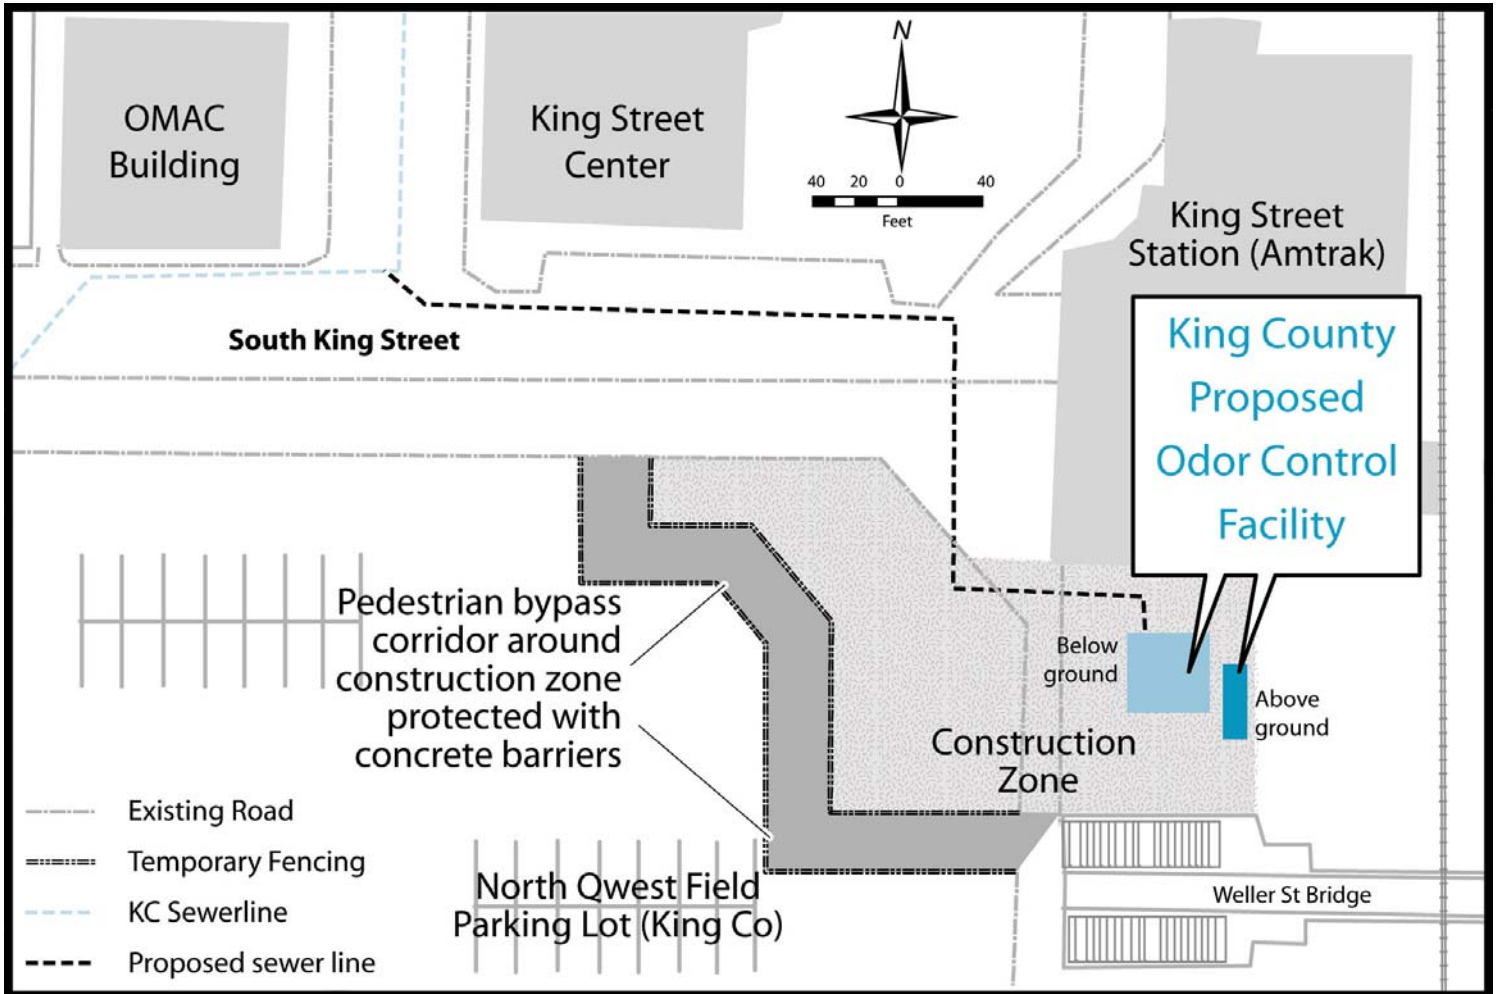 OMAC
Building
King Street
Center
N
40 20 0 40
Feet
King Street
Station (Amtrak)
King County
Proposed
Odor Control
Facility
South King Street
Pedestrian bypass
corridor around
construction zone
protected with
concrete barriers
Below
ground
Above
ground
Construction
Zone
Existing Road
Temporary Fencing
KC Sewerline
Proposed sewer line
North Qwest Field
Parking Lot (King Co)
Weller St Bridge